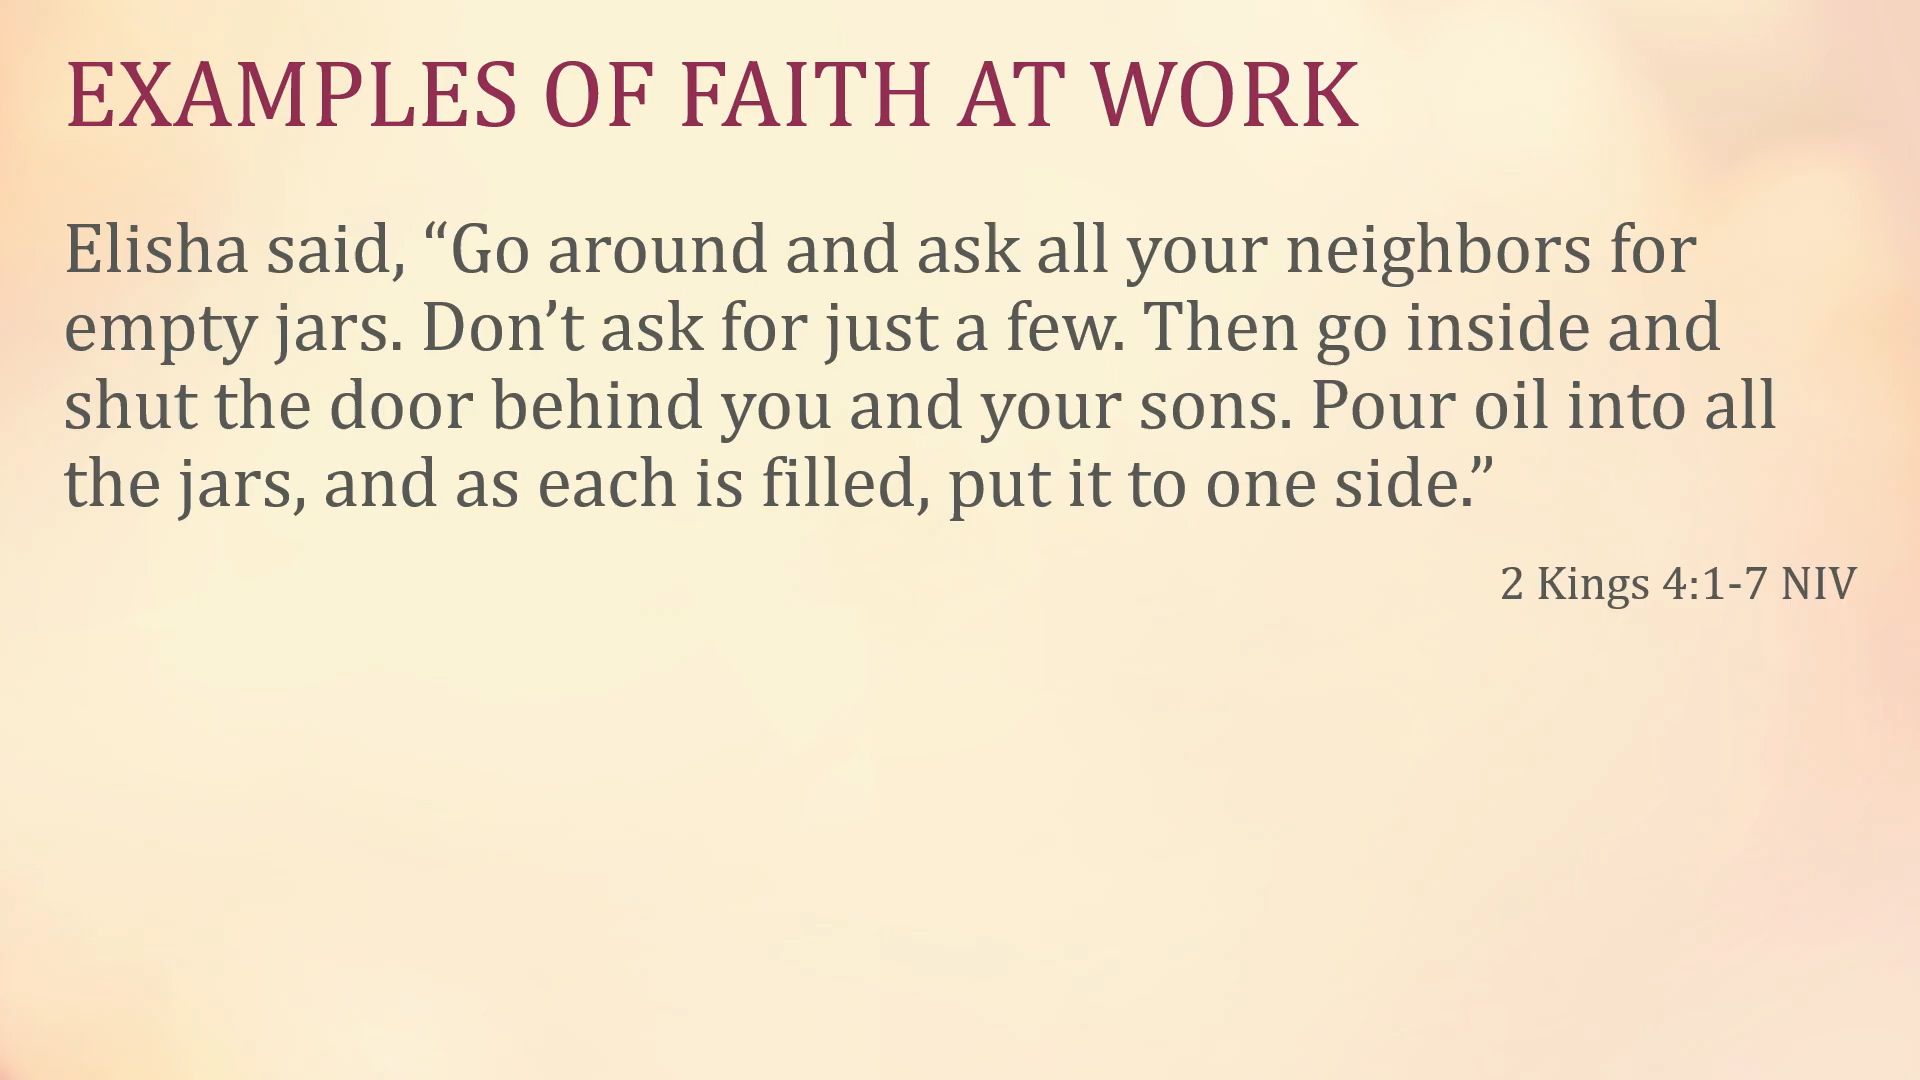 EXAMPLES OF FAITH AT WORK
Elisha said, “Go around and ask all your neighbors for
empty jars. Don’t ask for just a few. Then go inside and
shut the door behind you and your sons. Pour oil into all
the jars, and as each is filled, put it to one side.”
2 Kings 4:1-7 NIV